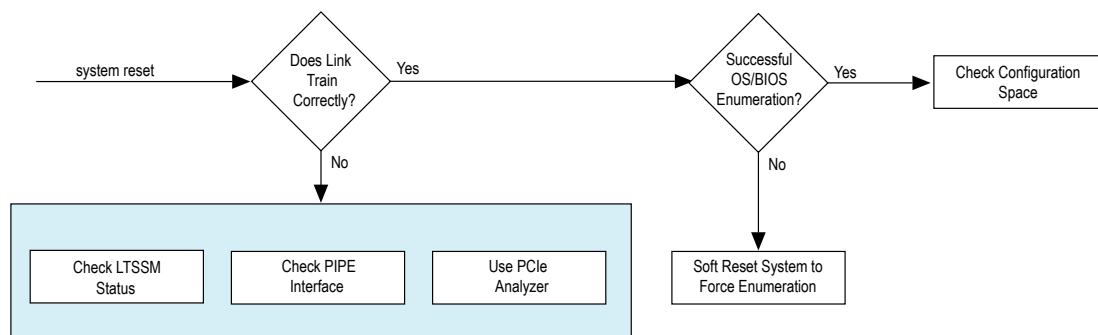 system reset
Does Link
Train
Correctly?
Yes
No
Successful
OS/BIOS
Enumeration?
Yes
No
Check Configuration
Space
Check LTSSM
Status
Check PIPE
Interface
Use PCIe
Analyzer
Soft Reset System to
Force Enumeration